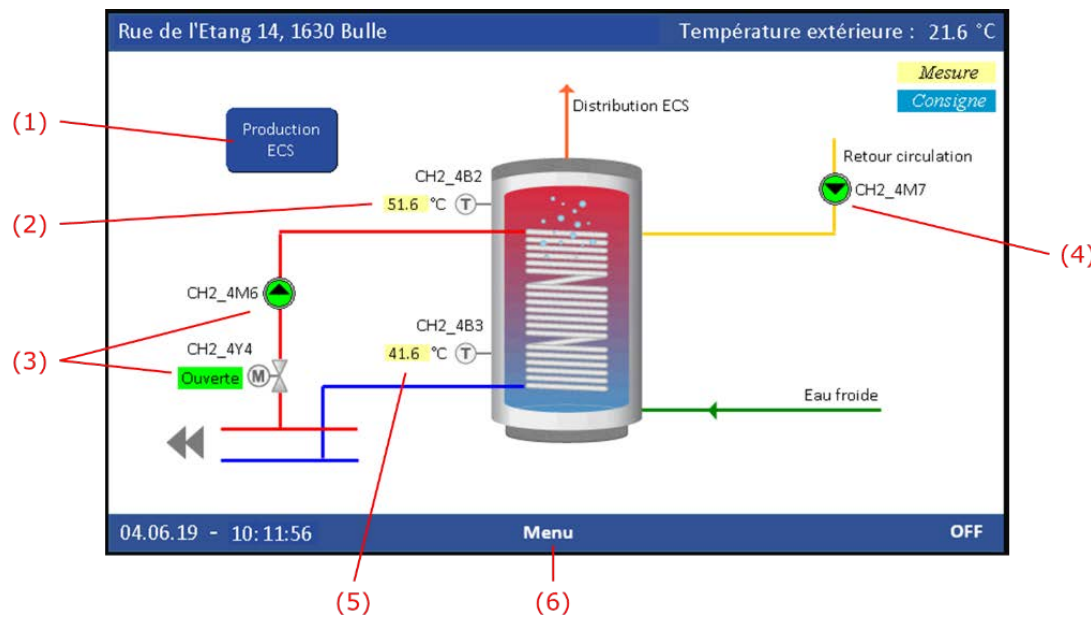 Rue de l'Etang 14, 1630 Bulle
Température extérieure : 21.6 °C
Mesure
Consigne
(1)
Production
ECS
Distribution ECS
Retour circulation
CH2_4B2
51.6 °C T
CH2_4M7
(2)
(4)
CH2_4M6
CH2_4B3
(3)
CH2_4Y4
41.6 °C T
Ouverte M
Eau froide
04.06.19 - 10:11:56
Menu
OFF
(5)
(6)